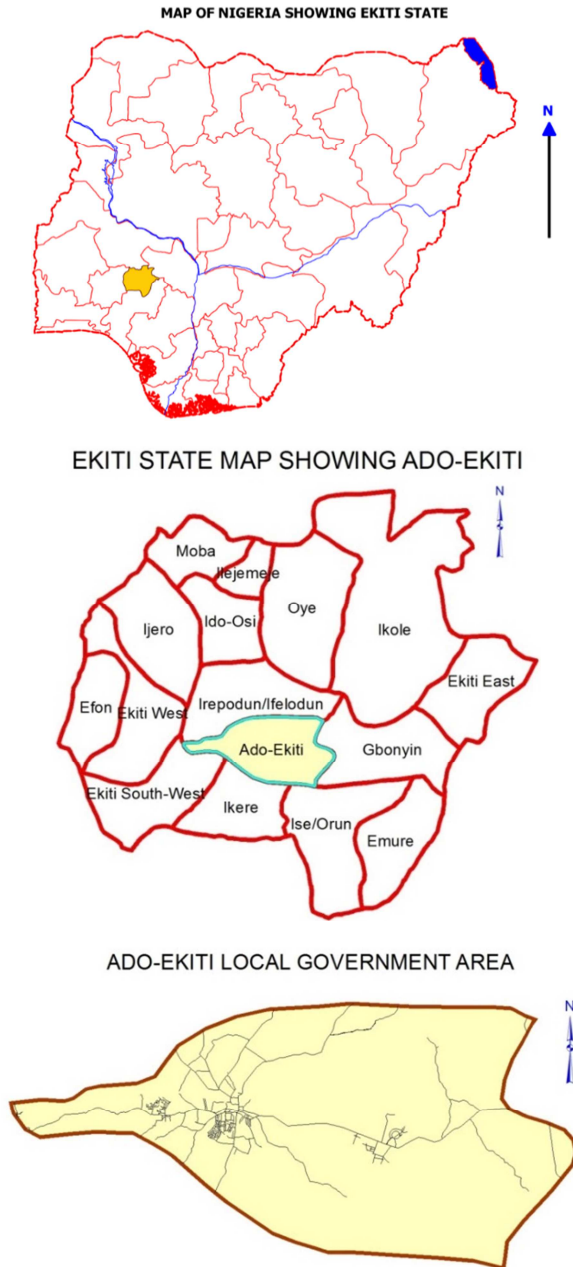 MAP OF NIGERIA SHOWING EKITI STATE
N
EKITI STATE MAP SHOWING ADO-EKITI
N
Moba
Ilejemeje
Ijero
Ido-Osi
Oye
Ikole
Ekiti East
Efon
Ekiti West
Irepodun/Ifelodun
Ado-Ekiti
Gbonyin
Ekiti South-West
Ikere
Ise/Orun
Emure
ADO-EKITI LOCAL GOVERNMENT AREA
N